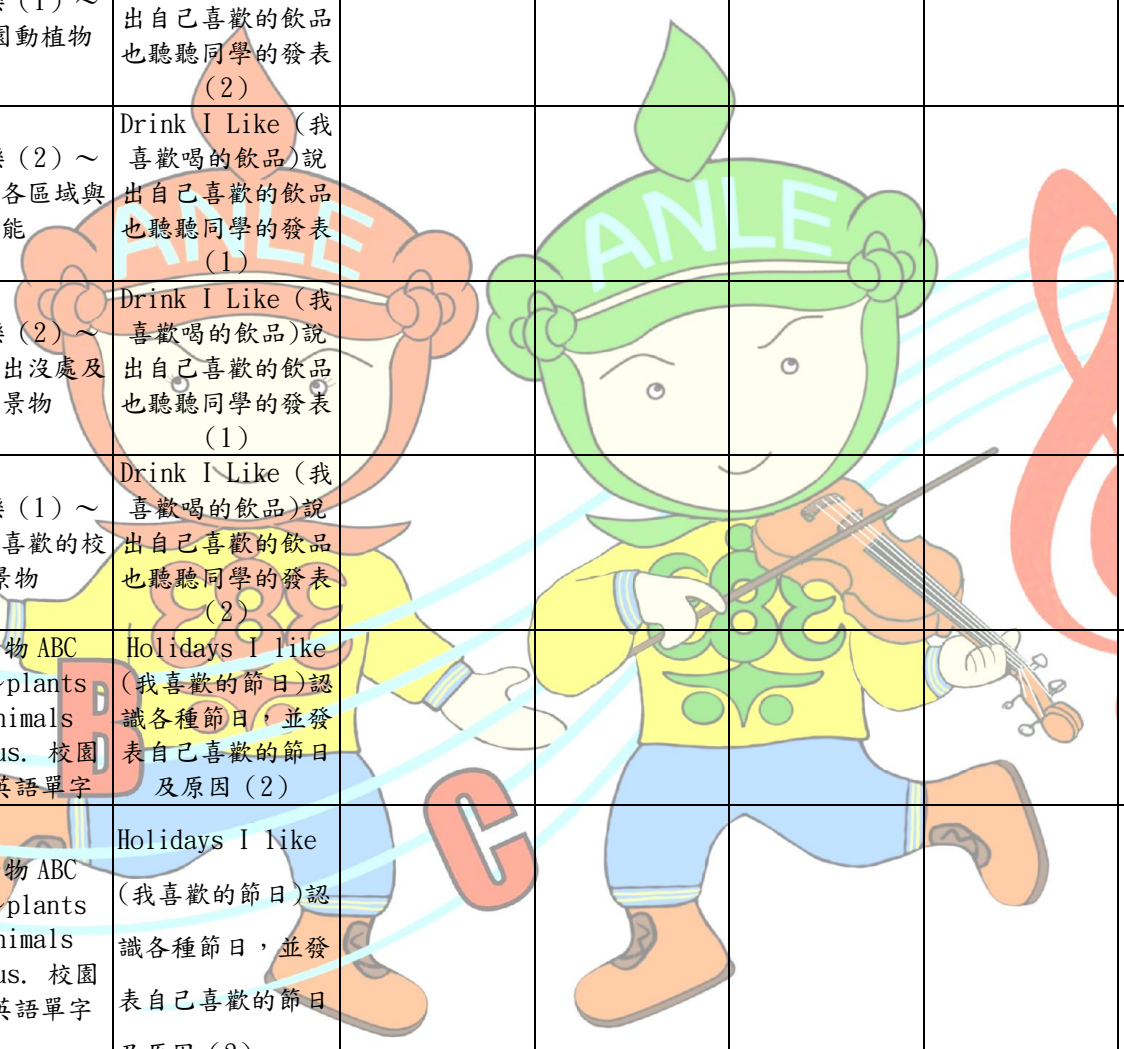 (1)～
園動植物
出自己喜歡的飲品
也聽聽同學的發表
(2)
(2)～
各區域與
能
Drink I Like (我
喜歡喝的飲品)說
出自己喜歡的飲品
也聽聽同學的發表
(1)
(2)～
出沒處及
景物
Drink I Like (我
喜歡喝的飲品)說
出自己喜歡的飲品
也聽聽同學的發表
(1)
(1)～
喜歡的校
景物
Drink I Like (我
喜歡喝的飲品)說
出自己喜歡的飲品
也聽聽同學的發表
(2)
物 ABC
~plants
nimals
us. 校園
英語單字
Holidays I like
(我喜歡的節日)認
識各種節日，並發
表自己喜歡的節日
及原因(2)
物 ABC
~plants
nimals
us. 校園
英語單字
Holidays I like
(我喜歡的節日)認
識各種節日，並發
表自己喜歡的節日
ANLE
ANLE
B
C